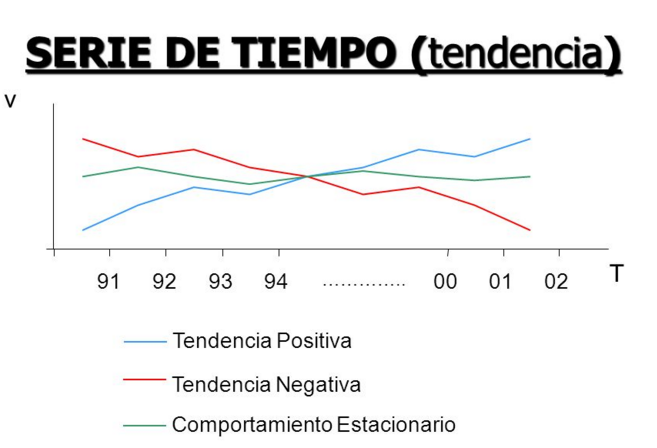 SERIE DE TIEMPO (tendencia)
v
T
91 92 93 94 .............. 00 01 02
Tendencia Positiva
Tendencia Negativa
Comportamiento Estacionario